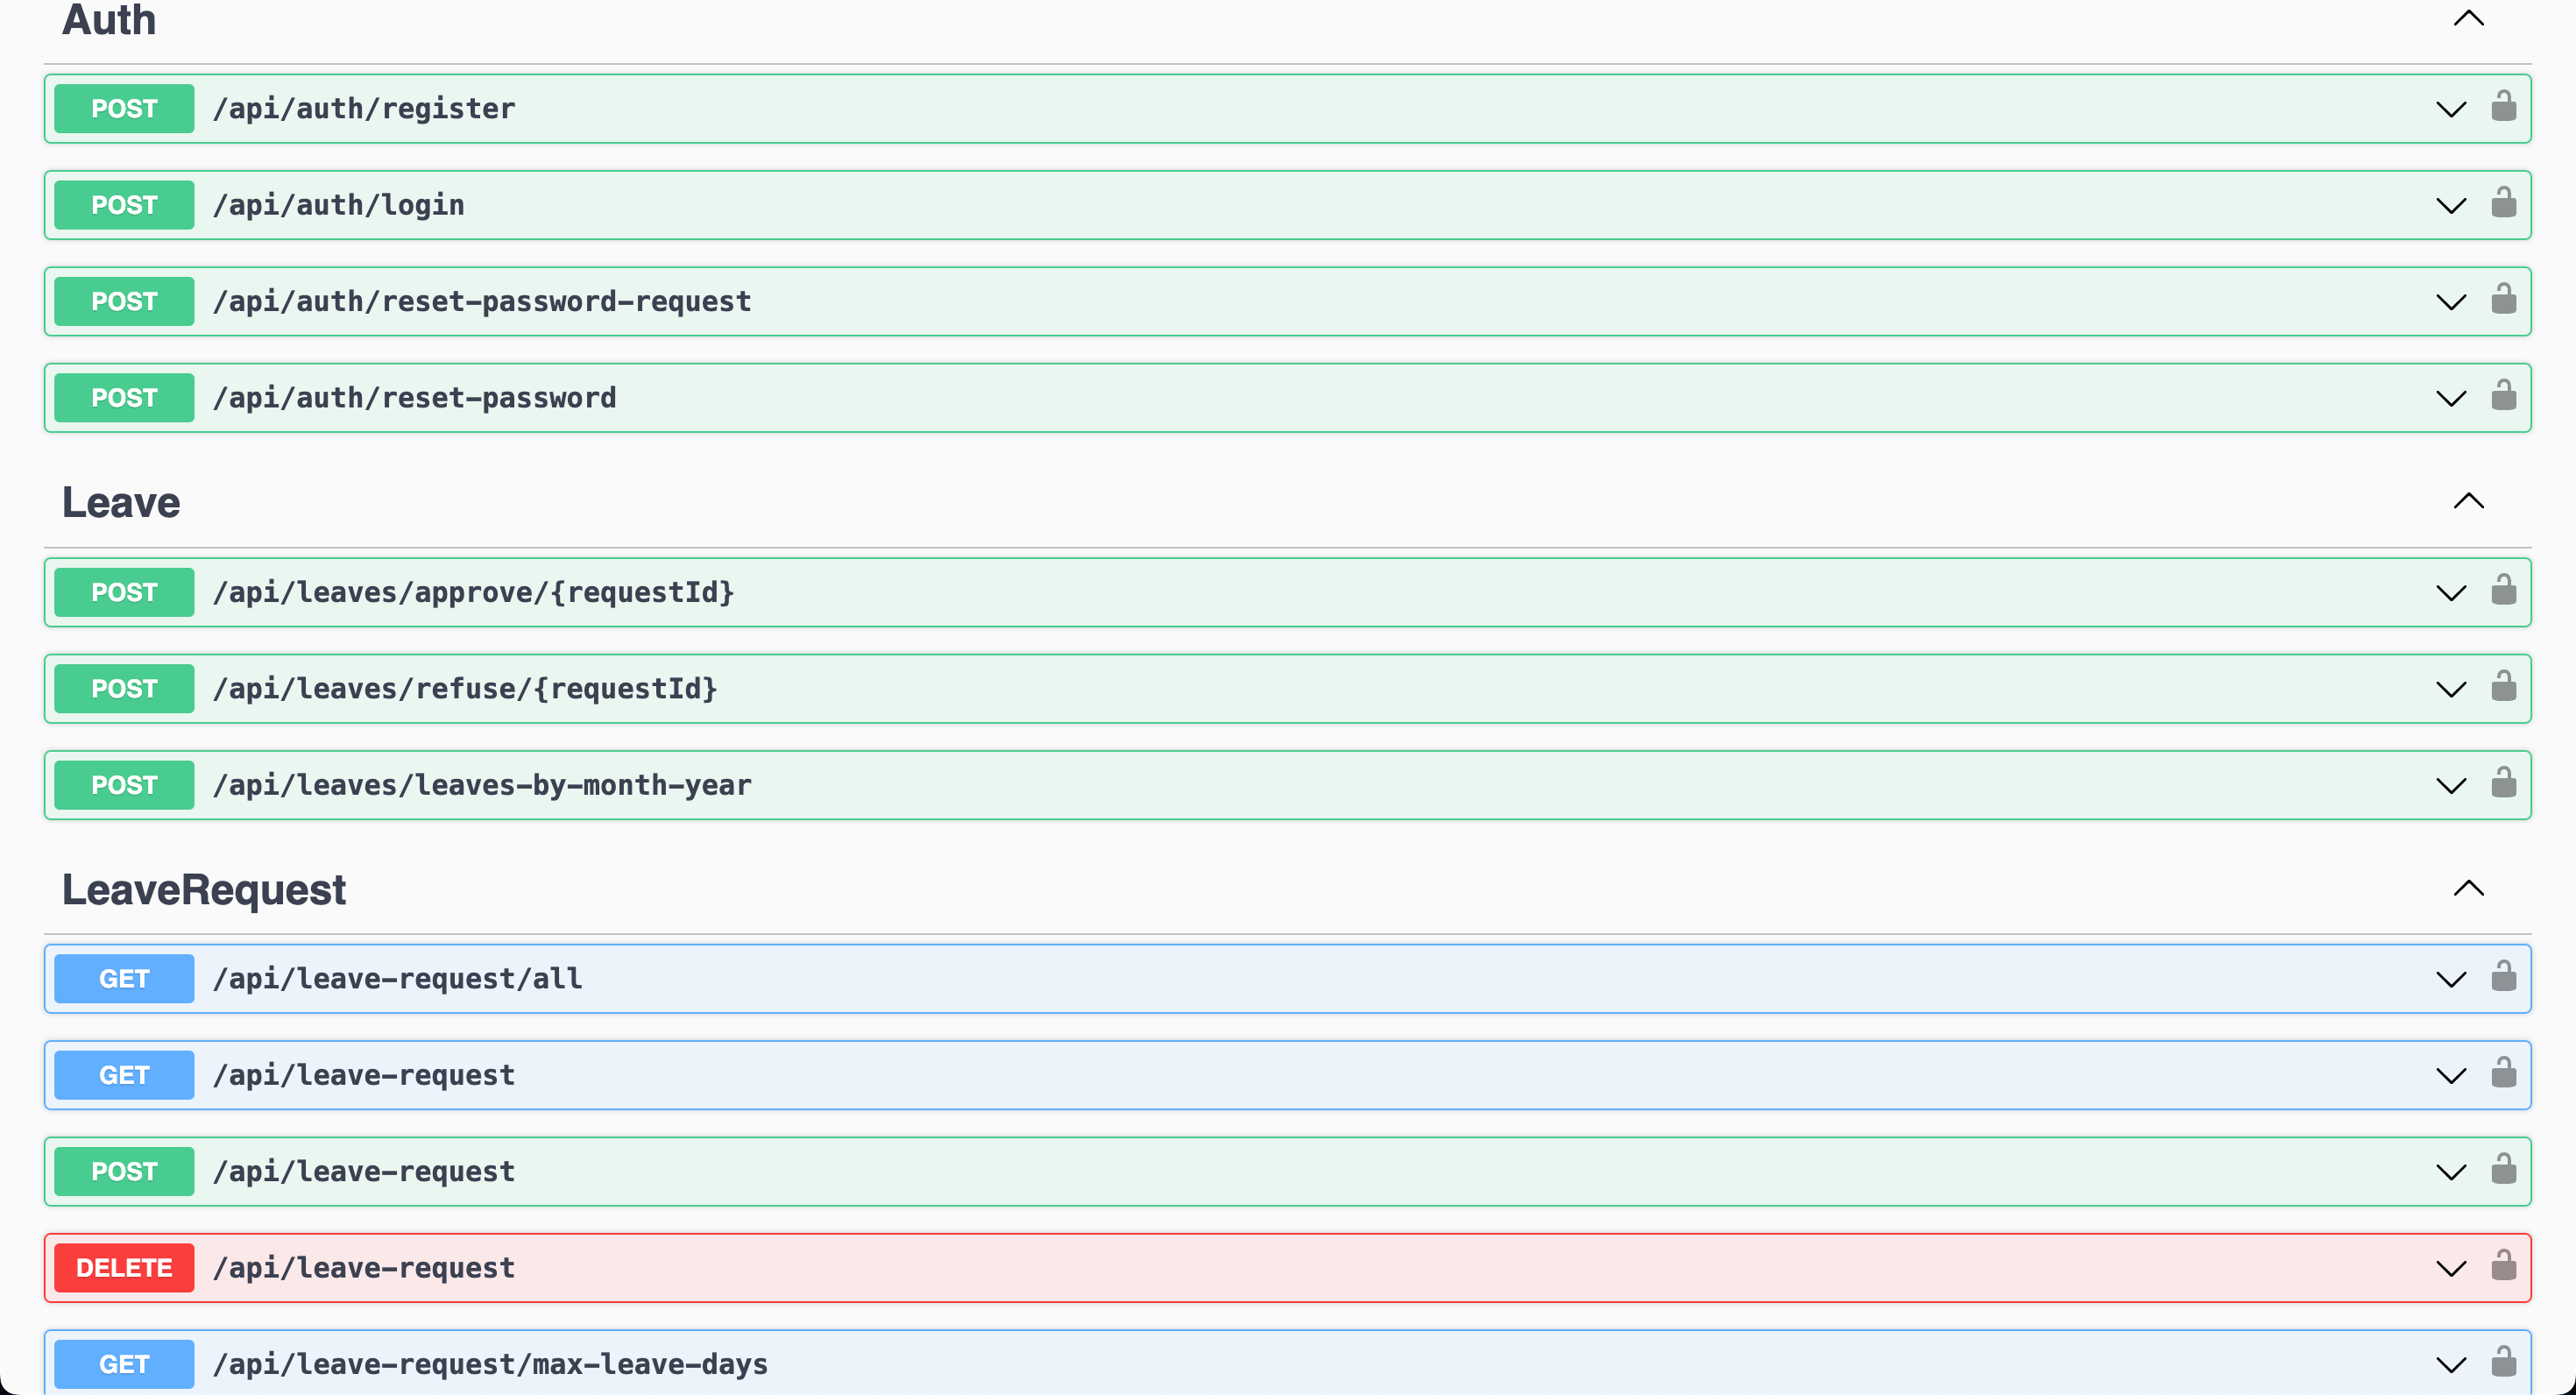 Auth
POST /api/auth/register
POST /api/auth/login
POST /api/auth/reset-password-request
POST /api/auth/reset-password
Leave
POST /api/leaves/approve/{requestId}
POST /api/leaves/refuse/{requestId}
POST /api/leaves/leaves-by-month-year
LeaveRequest
GET /api/leave-request/all
GET /api/leave-request
POST /api/leave-request
DELETE /api/leave-request
GET /api/leave-request/max-leave-days